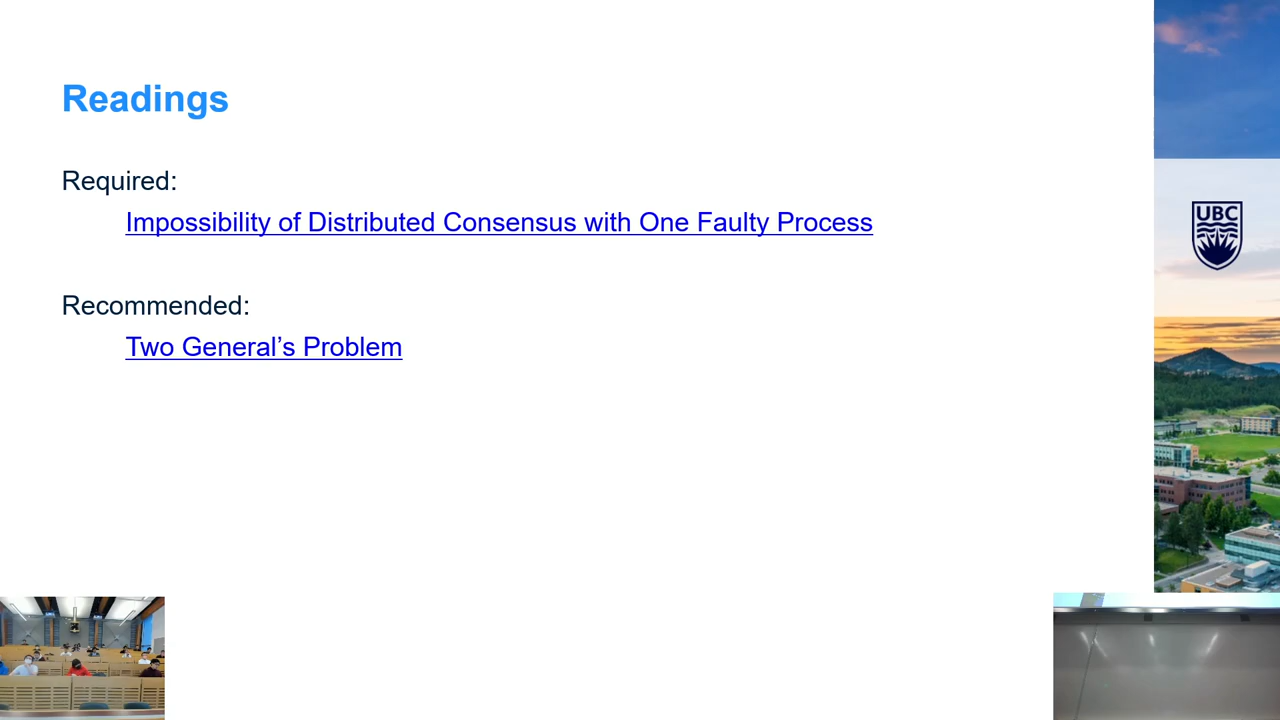 Readings
Required:
Impossibility of Distributed Consensus with One Faulty Process
Recommended:
Two General’s Problem
UBC